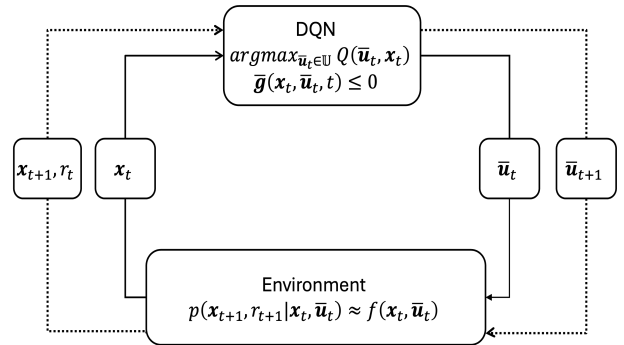 DQN
argmax_{ū_t∈𝕌} Q(ū_t, x_t)
ḡ(x_t, ū_t, t) ≤ 0
x_{t+1}, r_t
x_t
ū_t
ū_{t+1}
Environment
p(x_{t+1}, r_{t+1}|x_t, ū_t) ≈ f(x_t, ū_t)